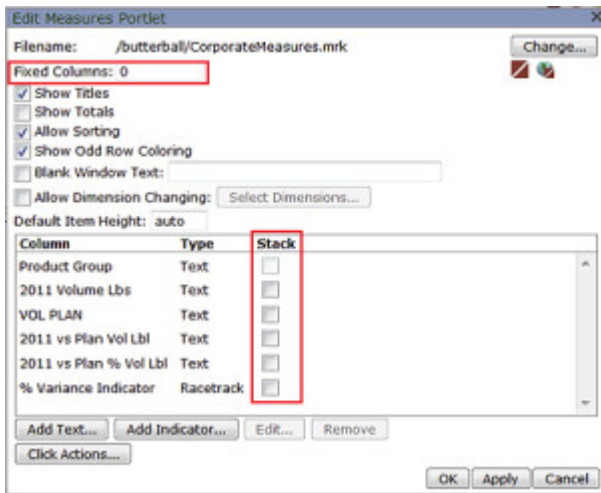 Edit Measures Portlet X
Filename: /butterball/CorporateMeasures.mrk Change...
Fixed Columns: 0
Show Titles
Show Totals
Allow Sorting
Show Odd Row Coloring
Blank Window Text:
Allow Dimension Changing: Select Dimensions...
Default Item Height: auto
Column Type Stack
Product Group Text
2011 Volume Lbs Text
VOL PLAN Text
2011 vs Plan Vol Lbl Text
2011 vs Plan % Vol Lbl Text
% Variance Indicator Racetrack
Add Text... Add Indicator... Edit... Remove
Click Actions...
OK Apply Cancel